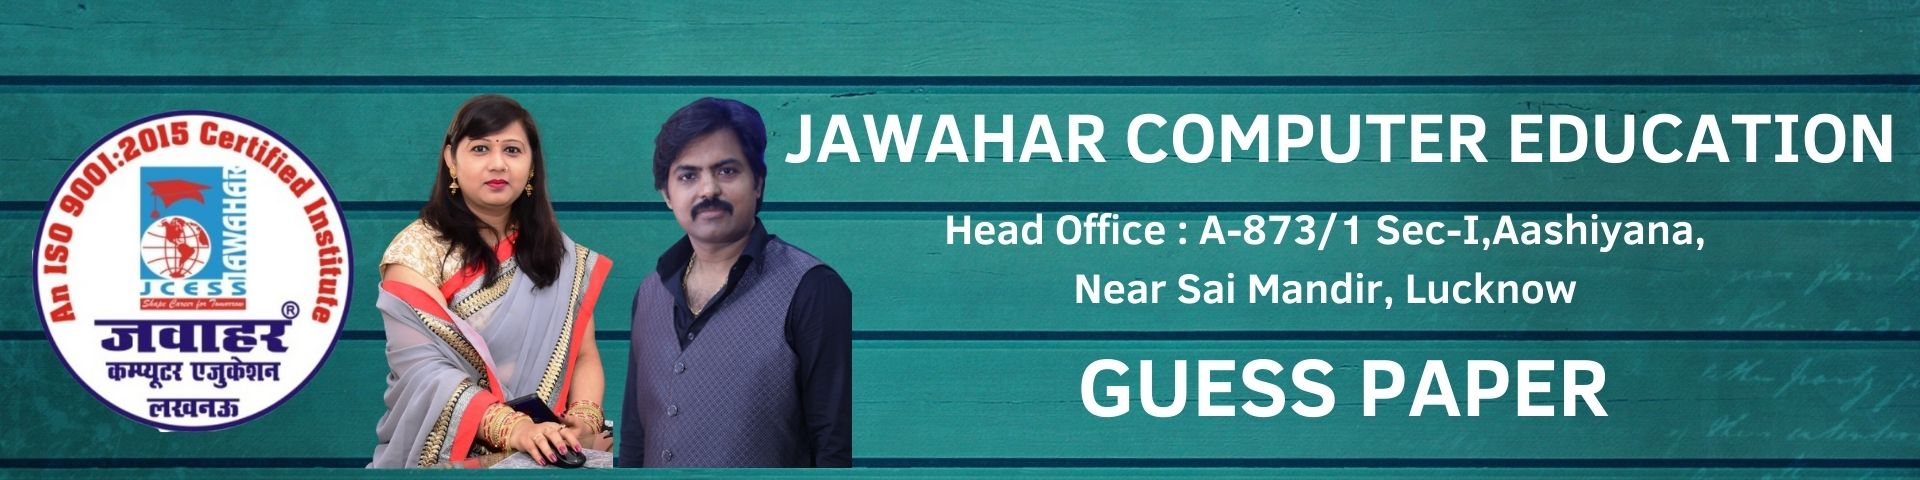 An ISO 9001:2015 Certified Institute
JAWAHAR
JCESS
Shape Career for Tomorrow
जवाहर®
कम्प्यूटर एजुकेशन
लखनऊ
JAWAHAR COMPUTER EDUCATION
Head Office : A-873/1 Sec-I,Aashiyana,
Near Sai Mandir, Lucknow
GUESS PAPER